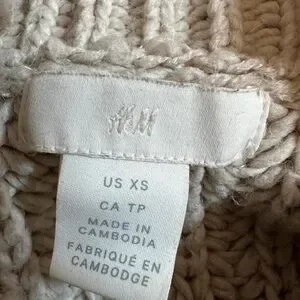 H&M
US XS
CA TP
MADE IN
CAMBODIA
FABRIQUÉ EN
CAMBODGE